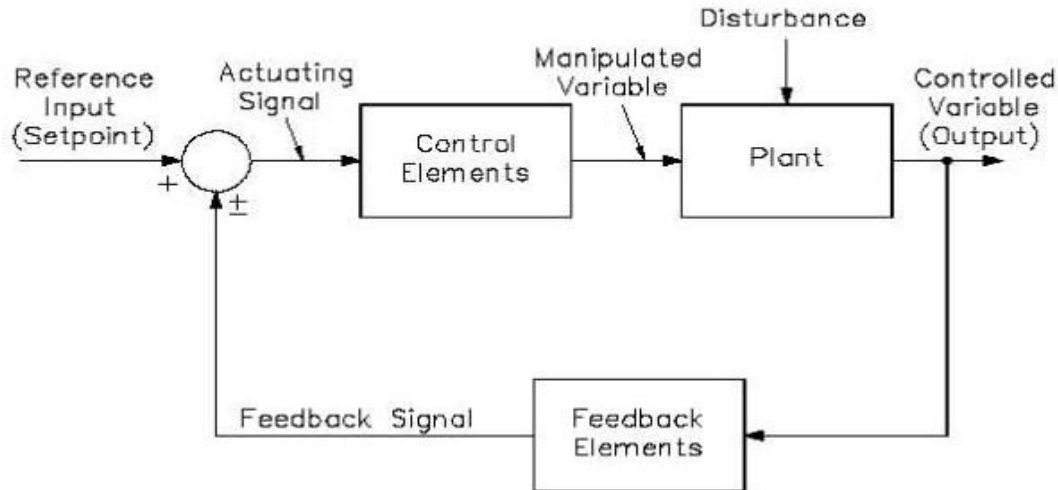 Disturbance
Reference
Input
(Setpoint)
Actuating
Signal
Manipulated
Variable
Controlled
Variable
(Output)
Control
Elements
Plant
+
±
Feedback Signal
Feedback
Elements